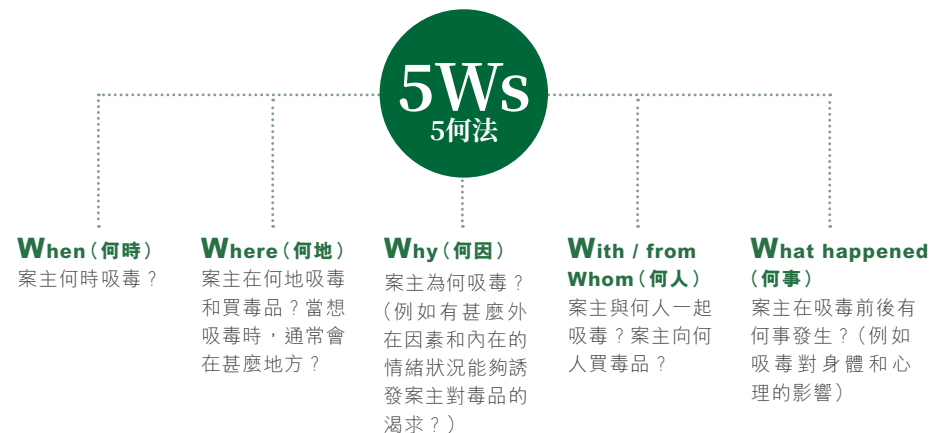 5Ws
5何法
When（何時）
案主何時吸毒？
Where（何地）
案主在何地吸毒
和買毒品？當想
吸毒時，通常會
在甚麼地方？
Why（何因）
案主為何吸毒？
（例如有甚麼外
在因素和內在的
情緒狀況能夠誘
發案主對毒品的
渴求？）
With / from
Whom（何人）
案主與何人一起
吸毒？案主向何
人買毒品？
What happened
（何事）
案主在吸毒前後有
何事發生？（例如
吸毒對身體和心
理的影響）